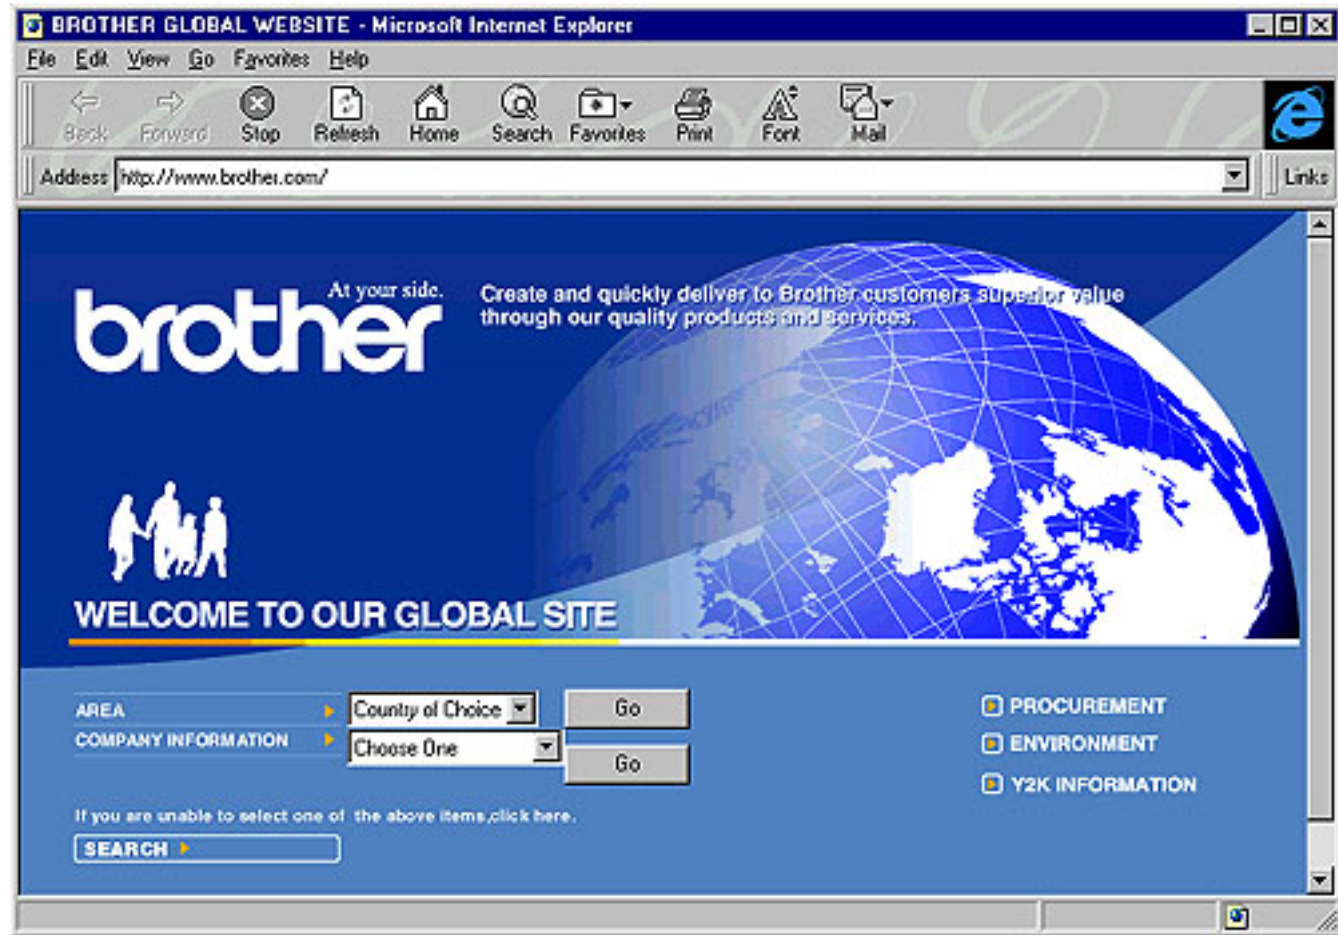 BROTHER GLOBAL WEBSITE - Microsoft Internet Explorer
File Edit View Go Favorites Help
Back Forward Stop Refresh Home Search Favorites Print Font Mail
Address http://www.brother.com/ Links
At your side.
brother
Create and quickly deliver to Brother customers superior value
through our quality products and services.
WELCOME TO OUR GLOBAL SITE
AREA Country of Choice Go
COMPANY INFORMATION Choose One Go
PROCUREMENT
ENVIRONMENT
Y2K INFORMATION
If you are unable to select one of the above items,click here.
SEARCH